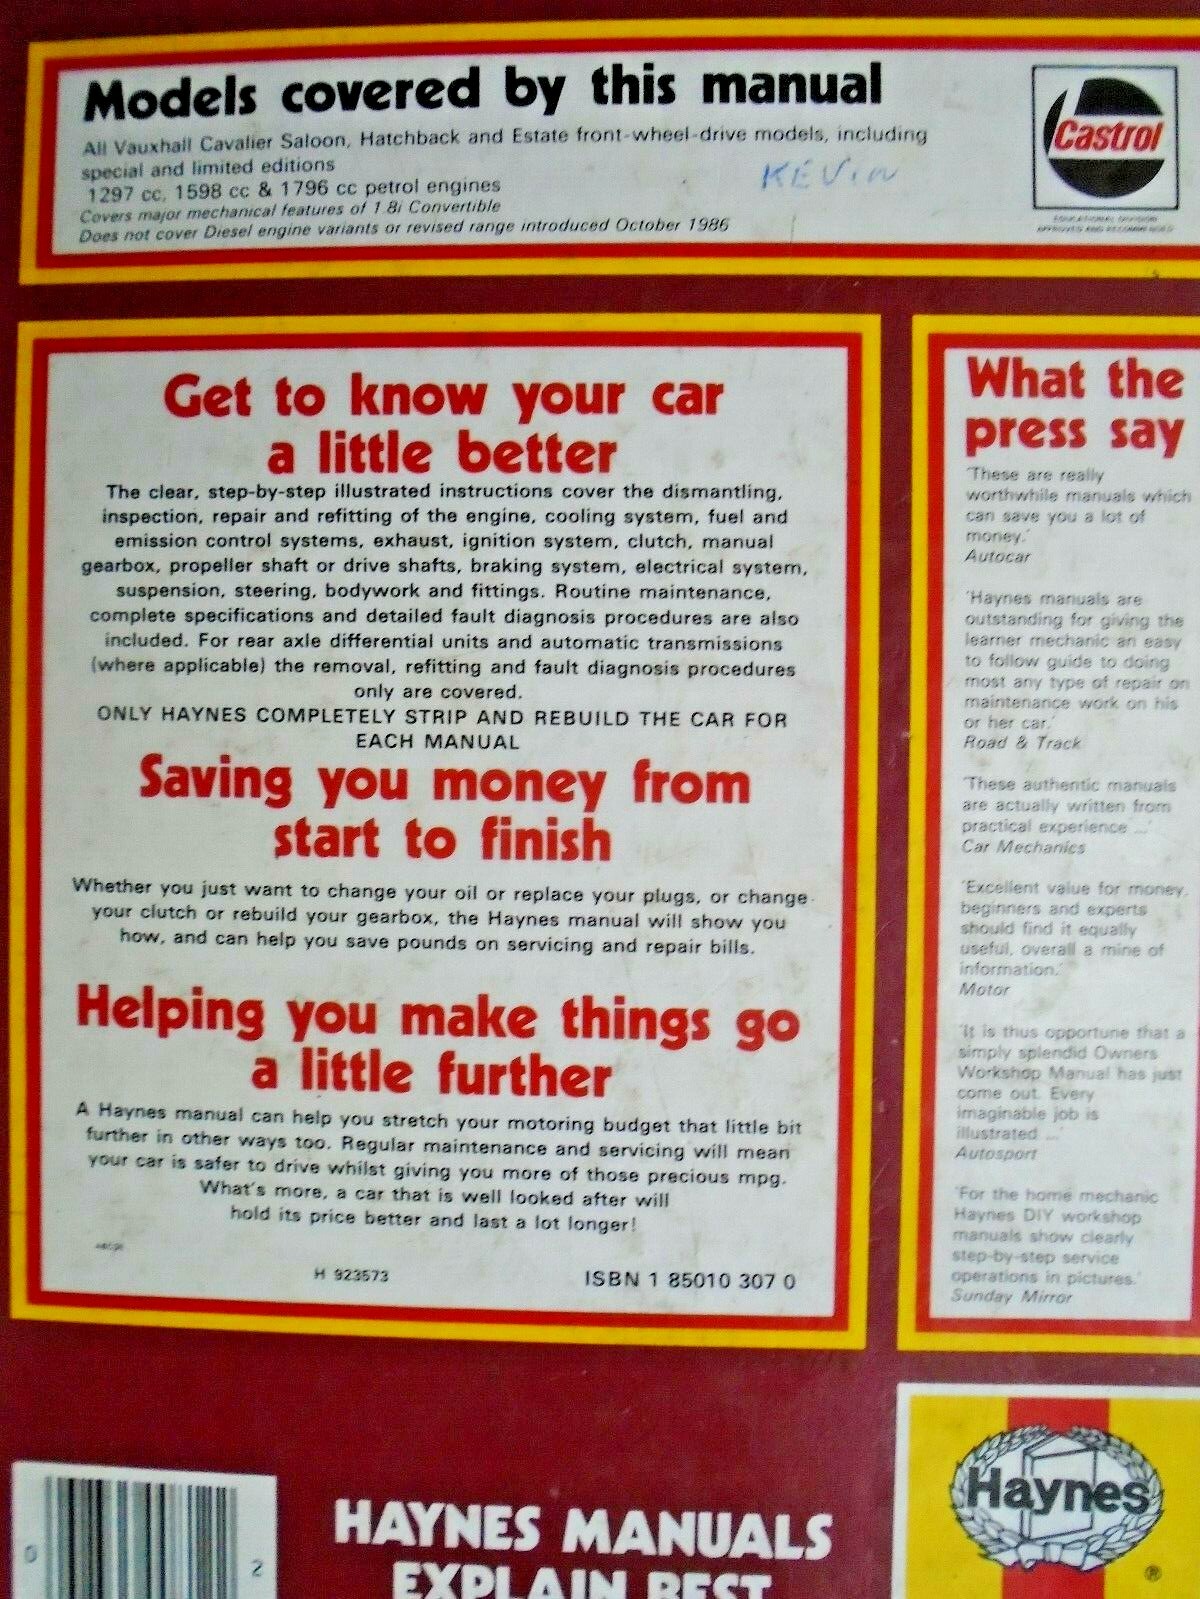 Models covered by this manual
All Vauxhall Cavalier Saloon, Hatchback and Estate front-wheel-drive models, including
special and limited editions
1297 cc, 1598 cc & 1796 cc petrol engines
Covers major mechanical features of 1.8i Convertible
Does not cover Diesel engine variants or revised range introduced October 1986
KEVIN
Castrol
EDUCATIONAL DIVISION
APPROVED AND RECOMMENDED
Get to know your car
a little better
The clear, step-by-step illustrated instructions cover the dismantling,
inspection, repair and refitting of the engine, cooling system, fuel and
emission control systems, exhaust, ignition system, clutch, manual
gearbox, propeller shaft or drive shafts, braking system, electrical system,
suspension, steering, bodywork and fittings. Routine maintenance,
complete specifications and detailed fault diagnosis procedures are also
included. For rear axle differential units and automatic transmissions
(where applicable) the removal, refitting and fault diagnosis procedures
only are covered.
ONLY HAYNES COMPLETELY STRIP AND REBUILD THE CAR FOR
EACH MANUAL
Saving you money from
start to finish
Whether you just want to change your oil or replace your plugs, or change
your clutch or rebuild your gearbox, the Haynes manual will show you
how, and can help you save pounds on servicing and repair bills.
Helping you make things go
a little further
A Haynes manual can help you stretch your motoring budget that little bit
further in other ways too. Regular maintenance and servicing will mean
your car is safer to drive whilst giving you more of those precious mpg.
What's more, a car that is well looked after will
hold its price better and last a lot longer!
H 923573
ISBN 1 85010 307 0
What the
press say
'These are really
worthwhile manuals which
can save you a lot of
money.'
Autocar
'Haynes manuals are
outstanding for giving the
learner mechanic an easy
to follow guide to doing
most any type of repair on
maintenance work on his
or her car.'
Road & Track
'These authentic manuals
are actually written from
practical experience ...'
Car Mechanics
'Excellent value for money,
beginners and experts
should find it equally
useful, overall a mine of
information.'
Motor
'It is thus opportune that a
simply splendid Owners
Workshop Manual has just
come out. Every
imaginable job is
illustrated ...'
Autosport
'For the home mechanic
Haynes DIY workshop
manuals show clearly
step-by-step service
operations in pictures.'
Sunday Mirror
0
2
HAYNES MANUALS
EXPLAIN BEST
Haynes
®